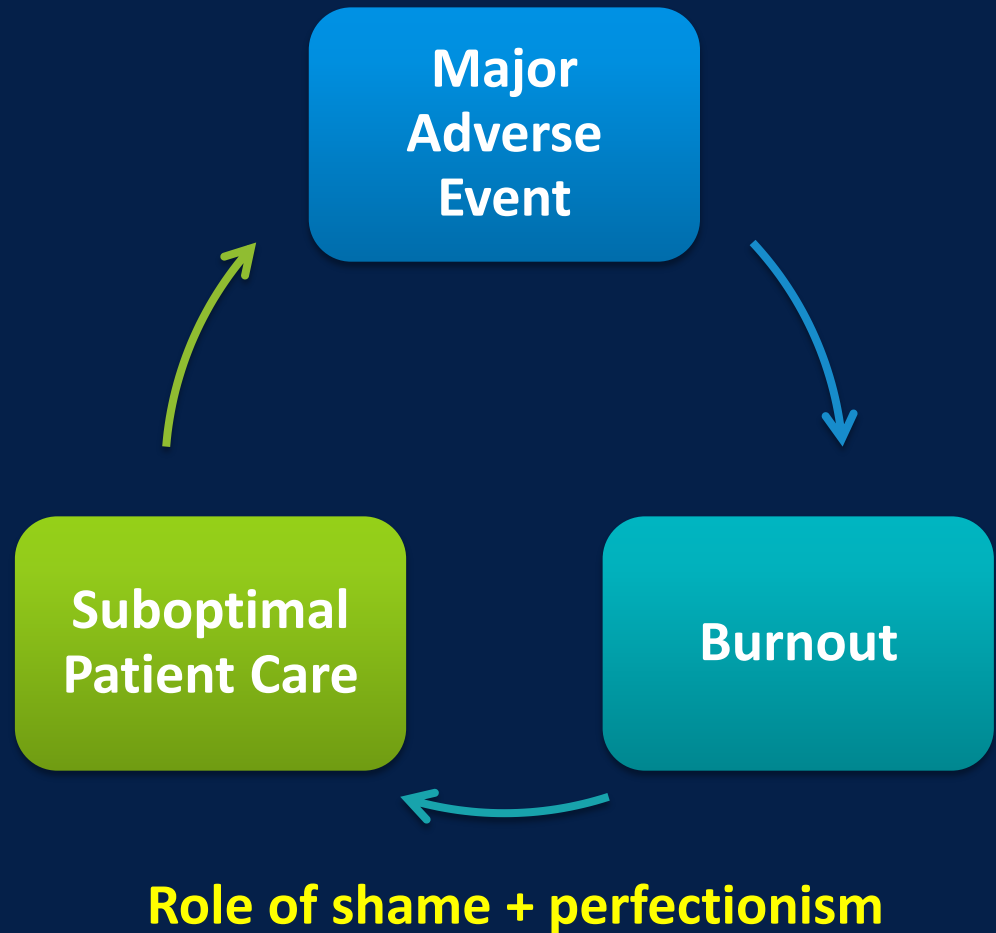 Major
Adverse
Event
Suboptimal
Patient Care
Burnout
Role of shame + perfectionism